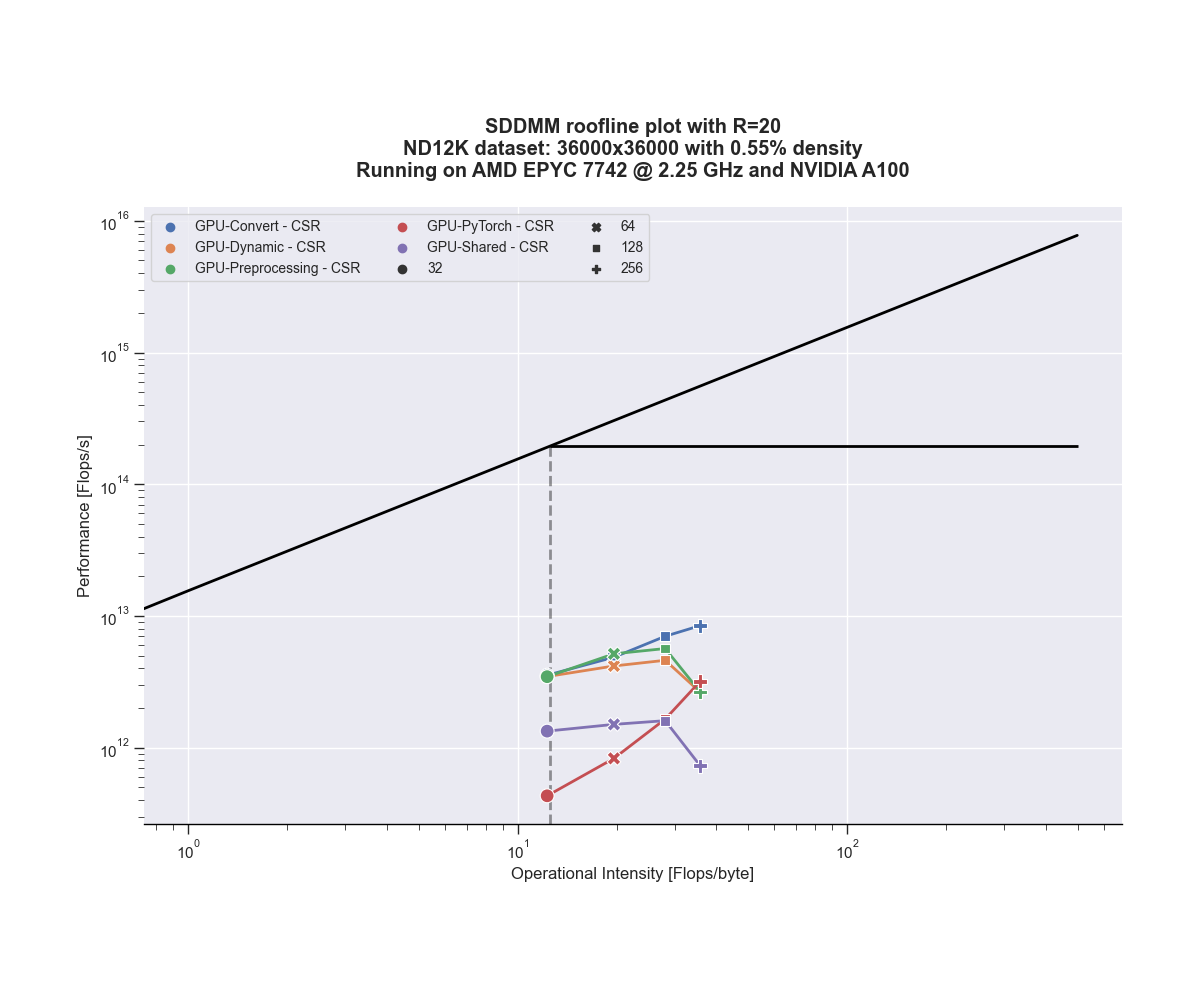 SDDMM roofline plot with R=20
ND12K dataset: 36000x36000 with 0.55% density
Running on AMD EPYC 7742 @ 2.25 GHz and NVIDIA A100
GPU-Convert - CSR
GPU-Dynamic - CSR
GPU-Preprocessing - CSR
GPU-PyTorch - CSR
GPU-Shared - CSR
32
64
128
256
Performance [Flops/s]
10^16
10^15
10^14
10^13
10^12
10^0
10^1
10^2
Operational Intensity [Flops/byte]